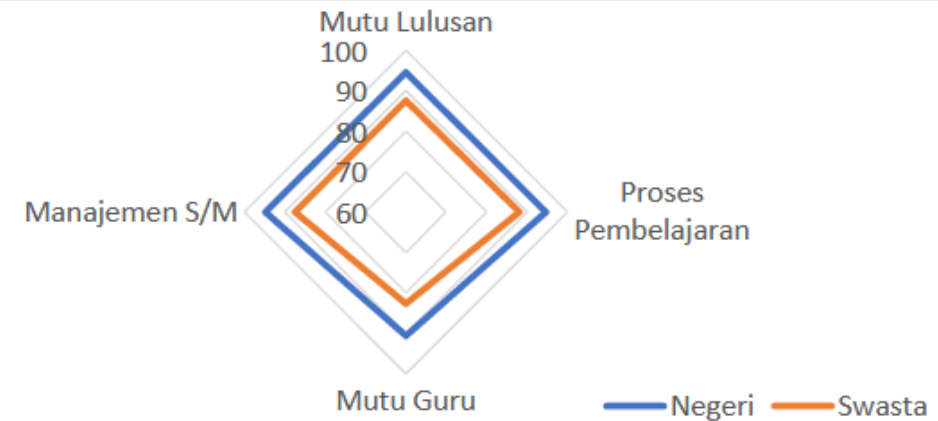 Mutu Lulusan
100
90
80
70
60
Manajemen S/M
Proses
Pembelajaran
Mutu Guru
Negeri
Swasta